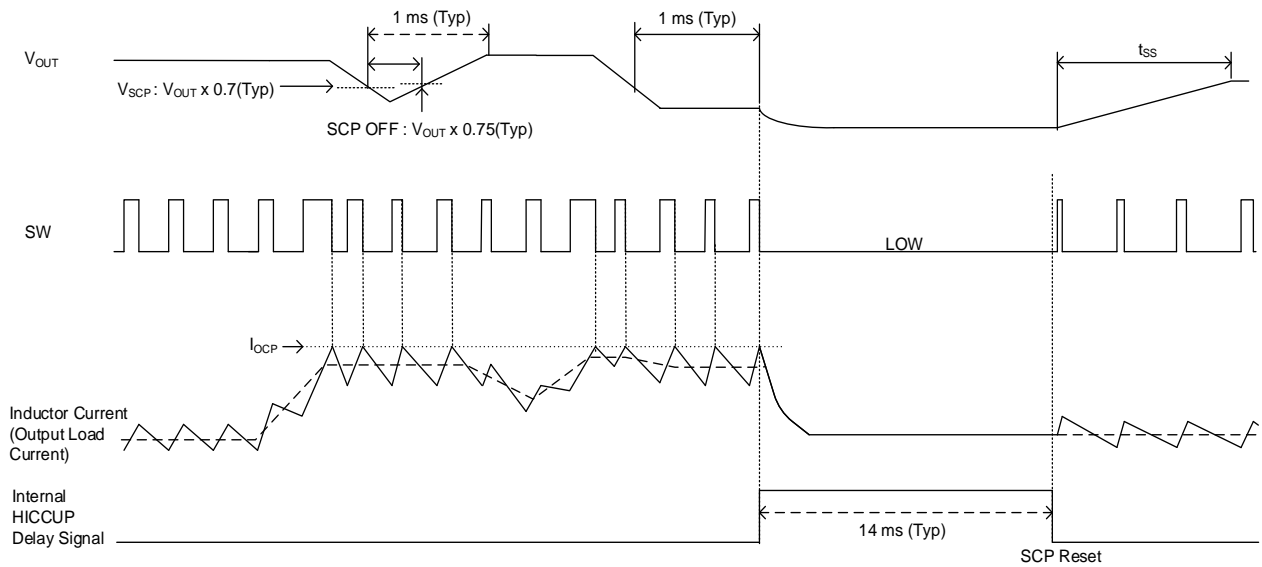 1 ms (Typ)
1 ms (Typ)
tSS
VOUT
VSCP : VOUT x 0.7(Typ)
SCP OFF : VOUT x 0.75(Typ)
SW
LOW
IOCP
Inductor Current
(Output Load
Current)
Internal
HICCUP
Delay Signal
14 ms (Typ)
SCP Reset